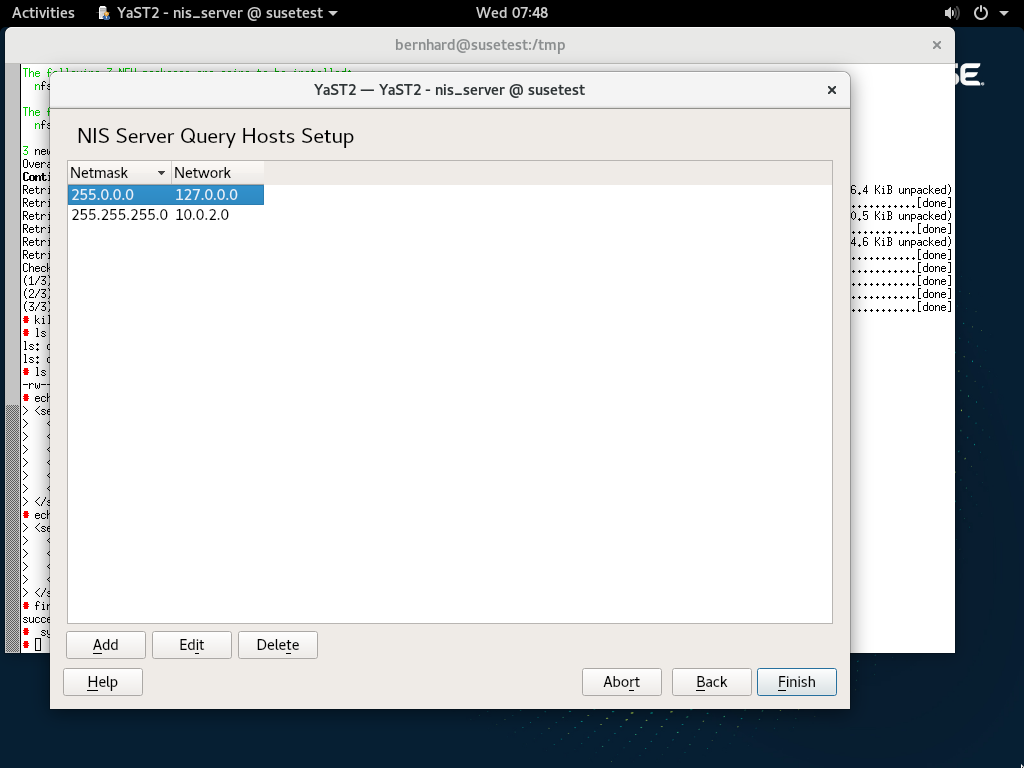 Activities YaST2 - nis_server @ susetest Wed 07:48
bernhard@susetest:/tmp
YaST2 — YaST2 - nis_server @ susetest
NIS Server Query Hosts Setup
Netmask Network
255.0.0.0 127.0.0.0
255.255.255.0 10.0.2.0
Add Edit Delete
Help Abort Back Finish
The following 3 NEW packages are going to be installed:
nfs
The f
nfs
3 new
Overa
Conti
Retri 6.4 KiB unpacked)
Retri [done]
Retri 0.5 KiB unpacked)
Retri [done]
Retri 4.6 KiB unpacked)
Retri [done]
Check [done]
(1/3) [done]
(2/3) [done]
(3/3) [done]
# kil
# ls
ls: c
ls: c
# ls
-rw--
# ech
> <se
>
> <
> <
> <
> <
> <
> </s
# ech
> <se
> <
> <
> <
> <
> </s
# fin
succe
# sy
#
SE.